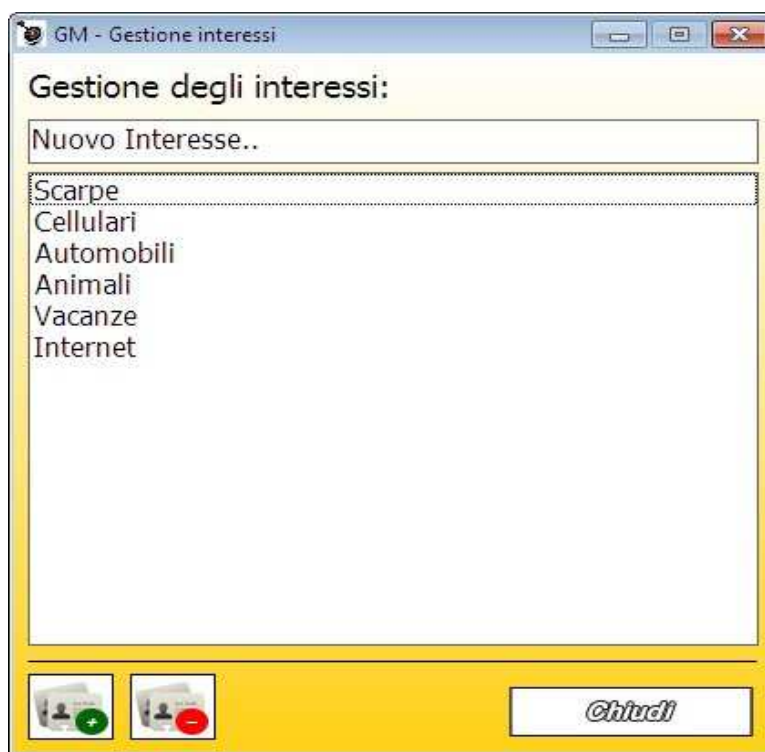 GM - Gestione interessi
Gestione degli interessi:
Nuovo Interesse..
Scarpe
Cellulari
Automobili
Animali
Vacanze
Internet
Chiudi